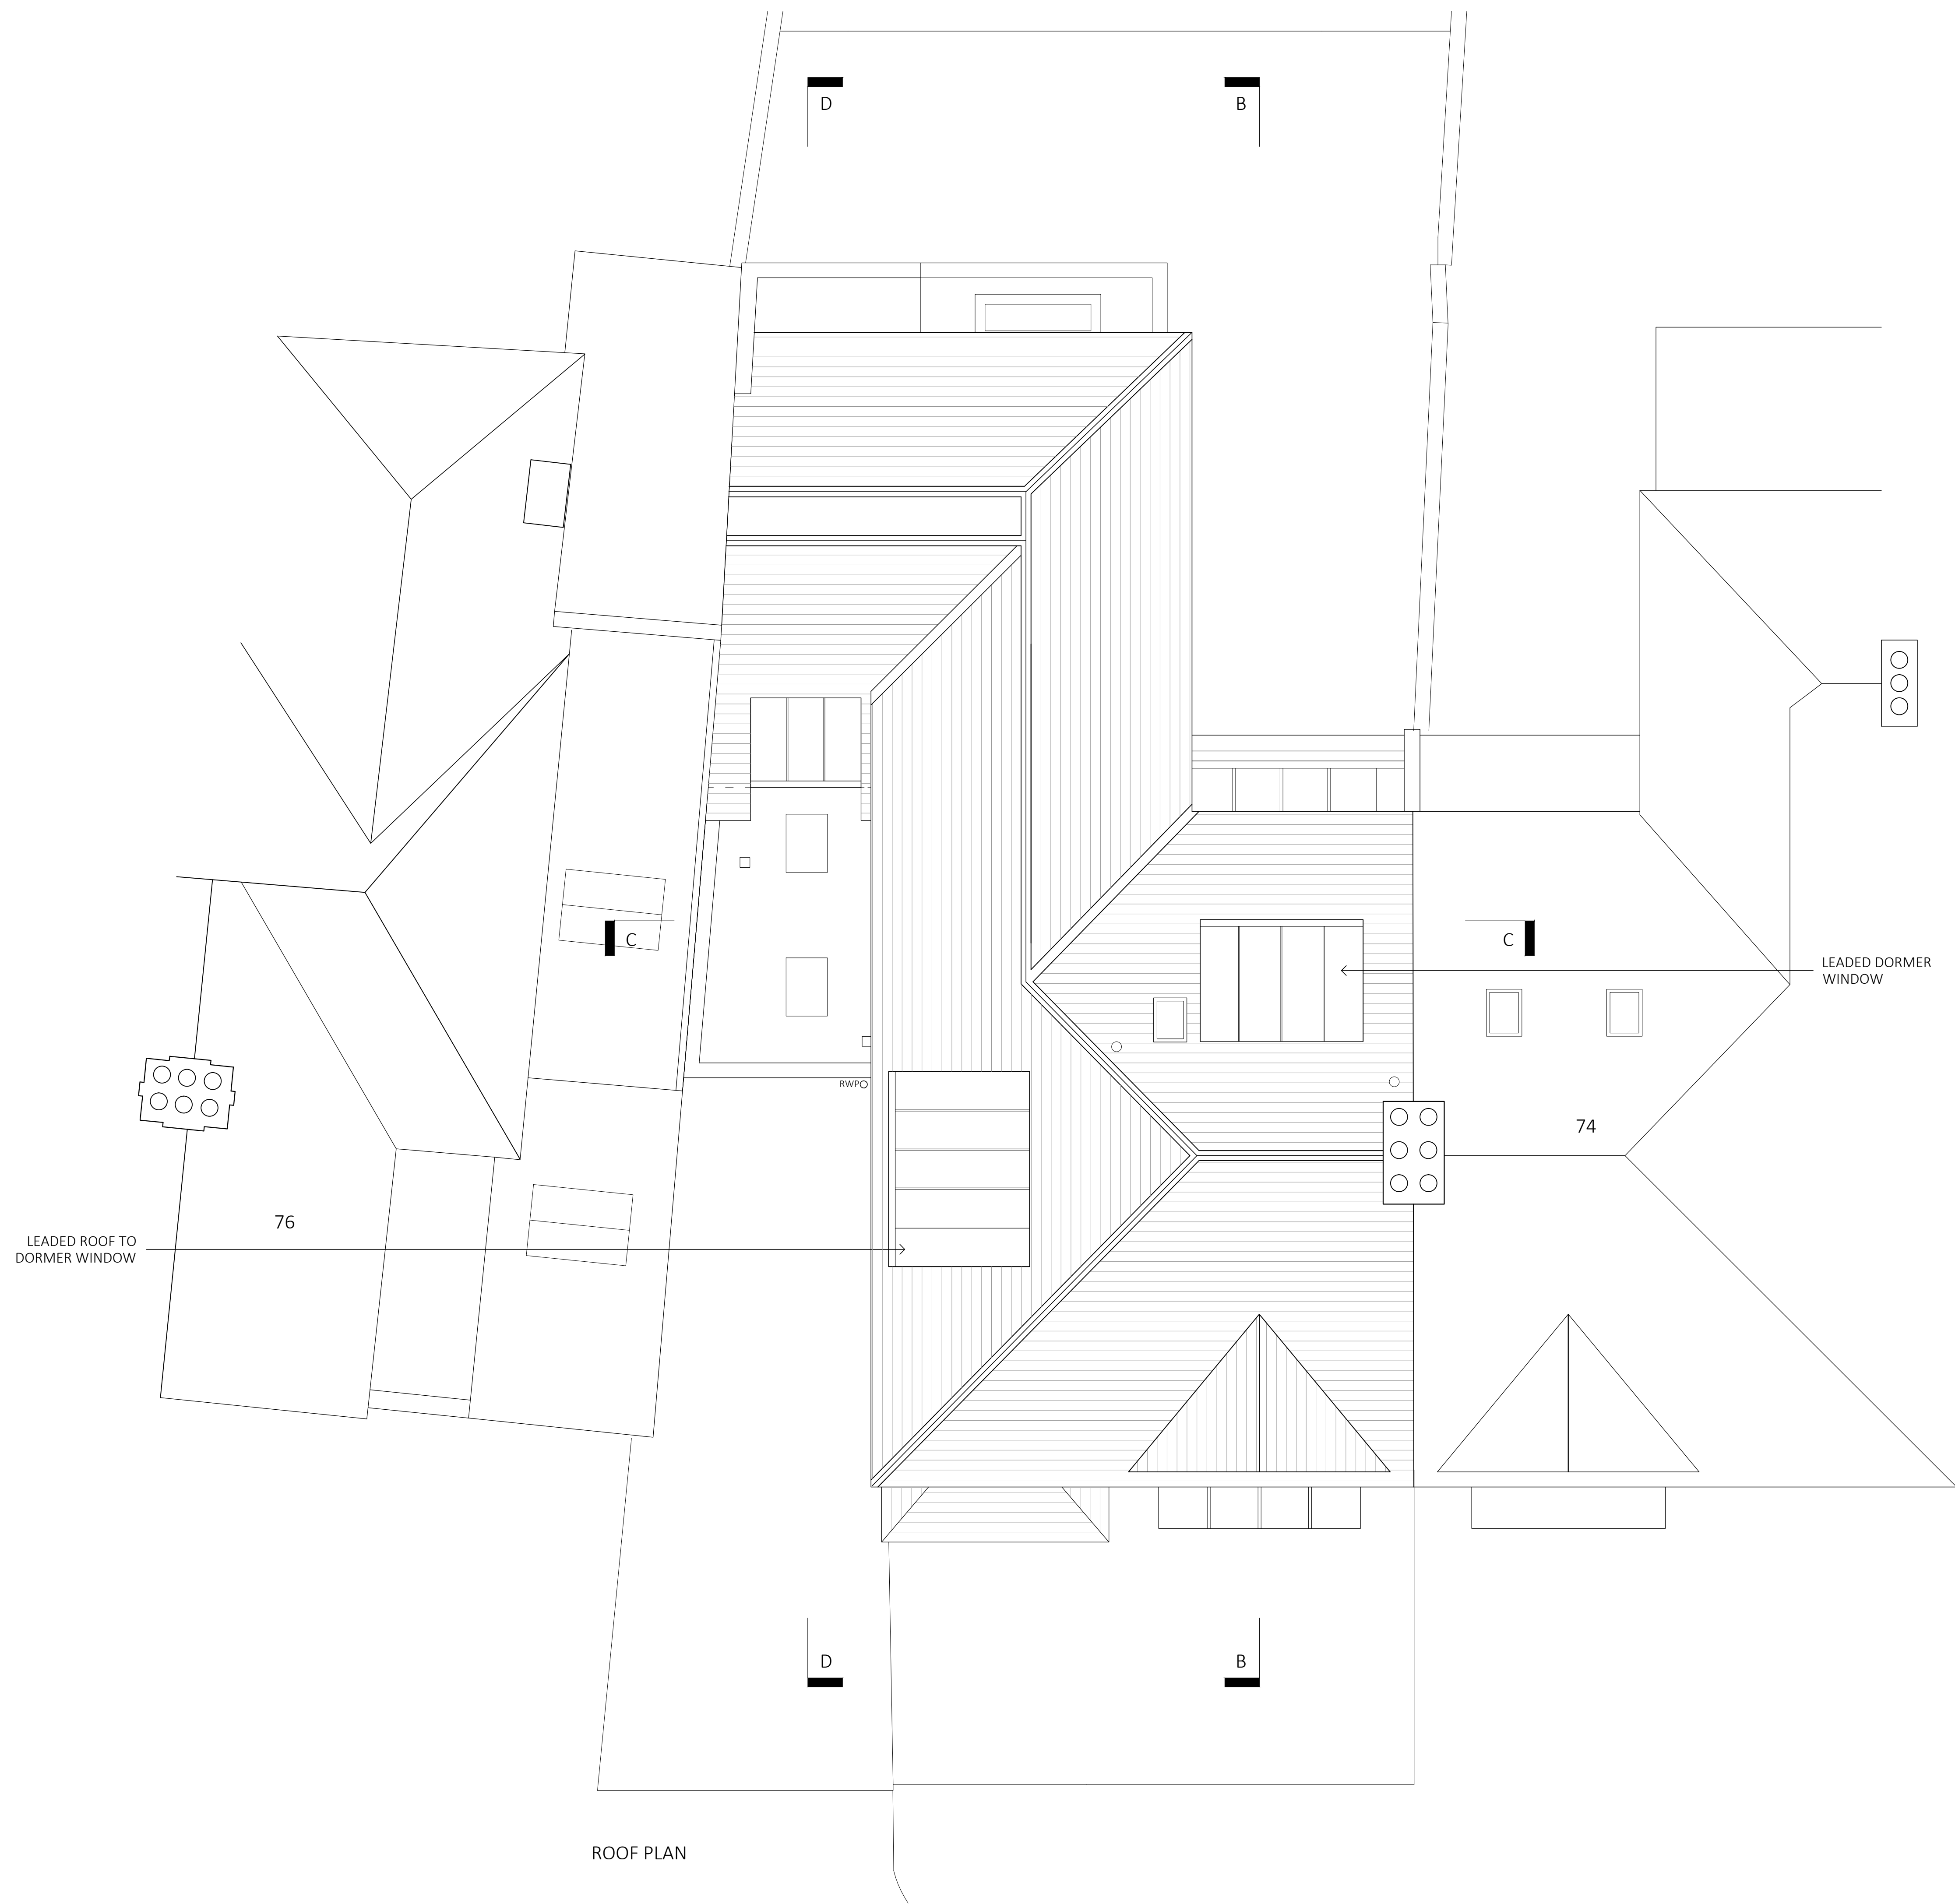 D
B
C
C
LEADED DORMER
WINDOW
RWP
74
76
LEADED ROOF TO
DORMER WINDOW
D
B
ROOF PLAN